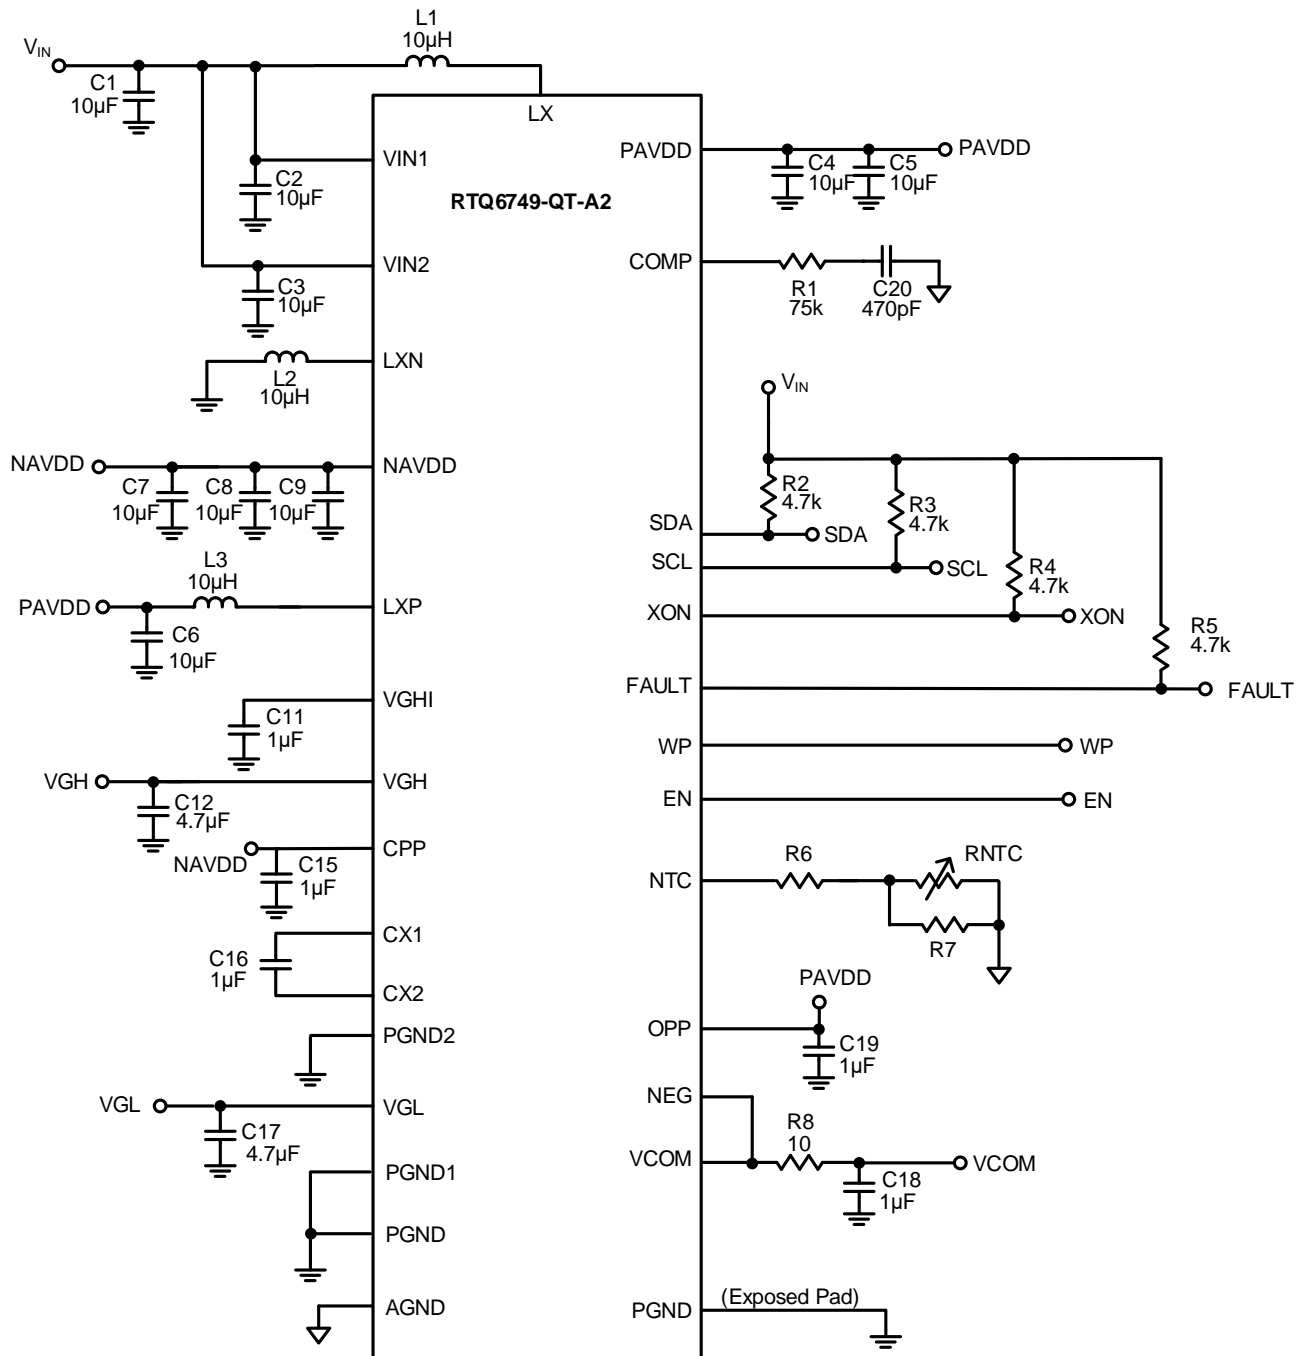 L1
10µH
VIN
C1
10µF
LX
VIN1
C2
10µF
RTQ6749-QT-A2
PAVDD
PAVDD
C4
10µF
C5
10µF
VIN2
C3
10µF
COMP
R1
75k
C20
470pF
LXN
L2
10µH
VIN
NAVDD
NAVDD
C7
10µF
C8
10µF
C9
10µF
R2
4.7k
R3
4.7k
SDA
SDA
SCL
SCL
R4
4.7k
L3
10µH
PAVDD
LXP
C6
10µF
XON
XON
R5
4.7k
FAULT
FAULT
VGHI
C11
1µF
WP
WP
VGH
VGH
C12
4.7µF
EN
EN
NAVDD
CPP
C15
1µF
NTC
R6
RNTC
R7
CX1
C16
1µF
CX2
PAVDD
OPP
C19
1µF
PGND2
NEG
VGL
VGL
C17
4.7µF
R8
10
VCOM
VCOM
C18
1µF
PGND1
PGND
AGND
PGND
(Exposed Pad)